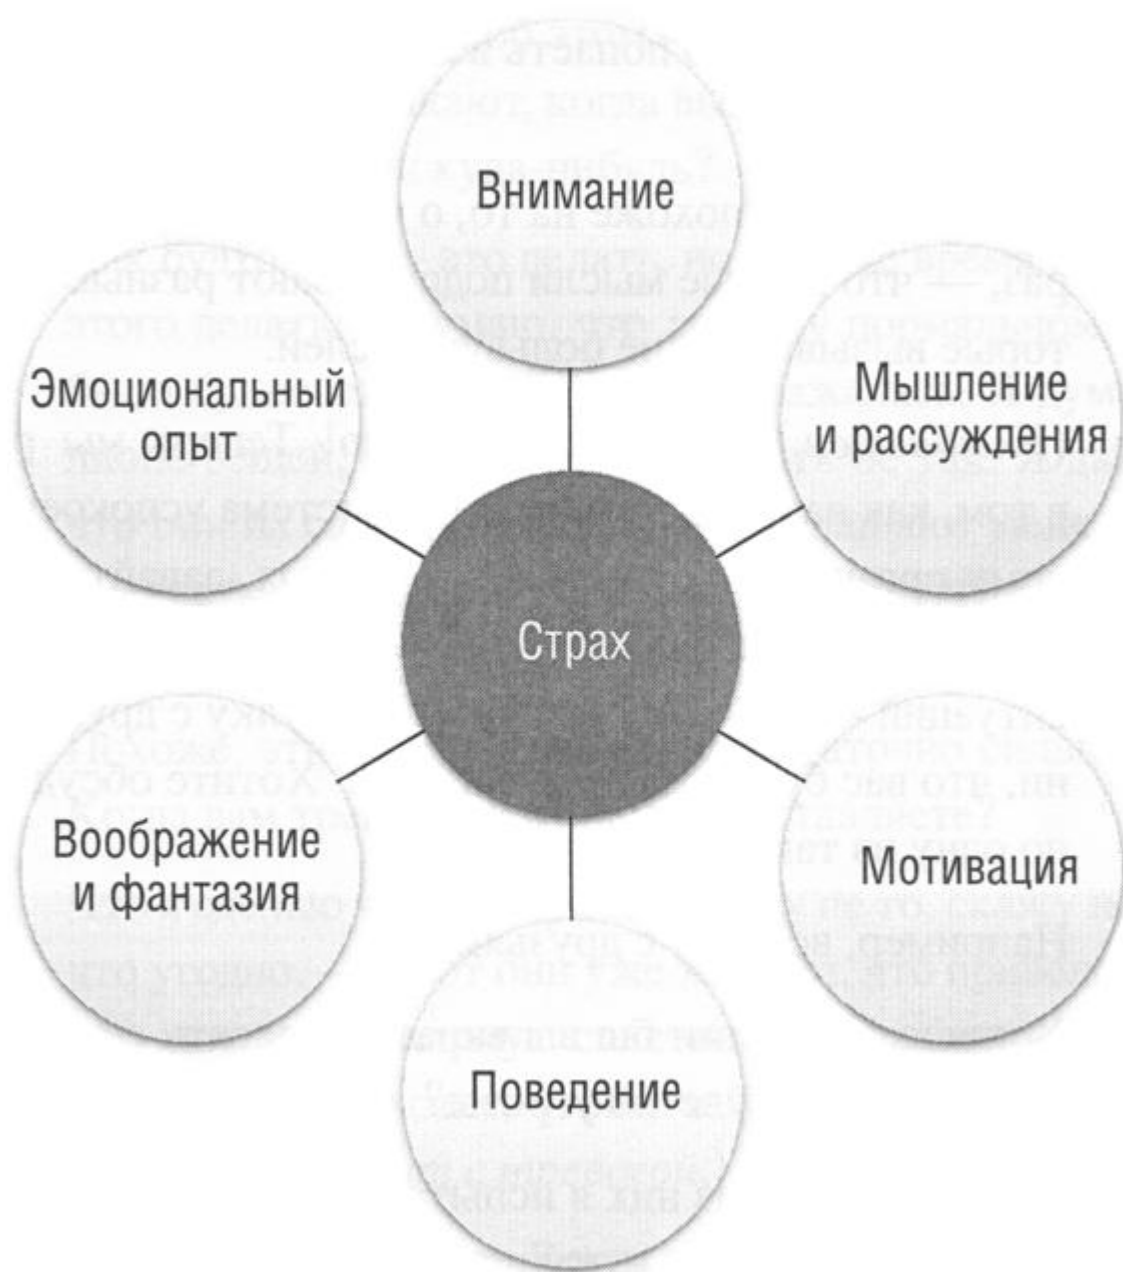 Внимание
Эмоциональный
опыт
Мышление
и рассуждения
Страх
Воображение
и фантазия
Мотивация
Поведение